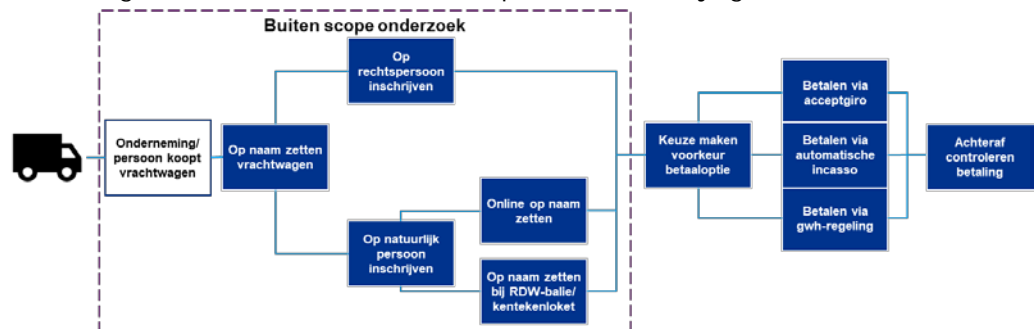 Buiten scope onderzoek
Onderneming/
persoon koopt
vrachtwagen
Op naam zetten
vrachtwagen
Op
rechtspersoon
inschrijven
Op natuurlijk
persoon
inschrijven
Online op naam
zetten
Op naam zetten
bij RDW-balie/
kentekenloket
Keuze maken
voorkeur
betaaloptie
Betalen via
acceptgiro
Betalen via
automatische
incasso
Betalen via
gwh-regeling
Achteraf
controleren
betaling